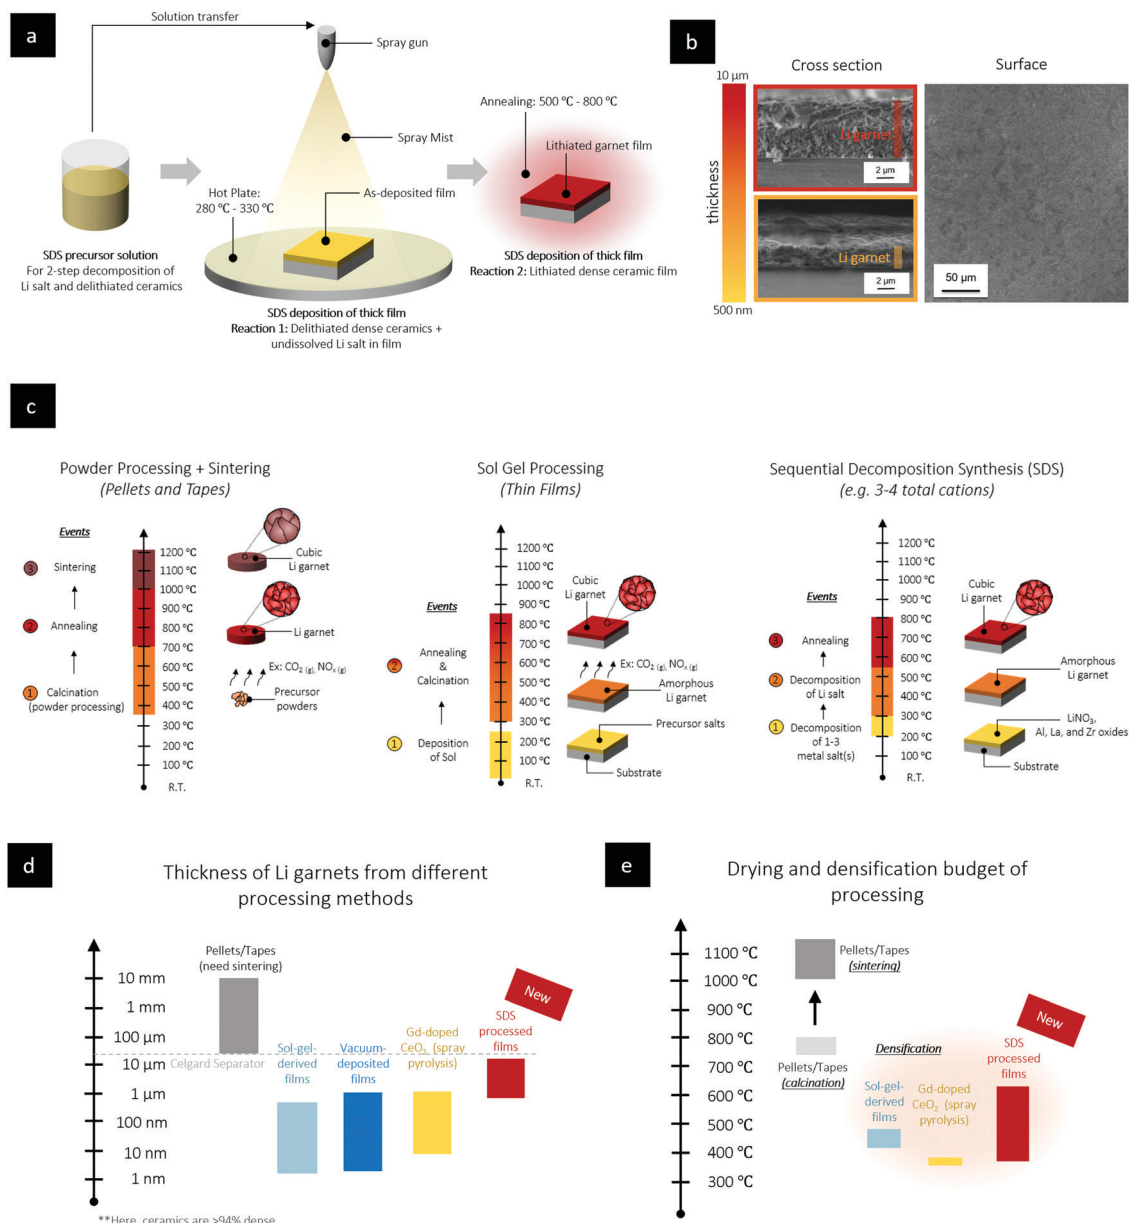 a
Solution transfer
Spray gun
Annealing: 500 °C - 800 °C
Spray Mist
Lithiated garnet film
As-deposited film
Hot Plate:
280 °C - 330 °C
SDS precursor solution
For 2-step decomposition of
Li salt and delithiated ceramics
SDS deposition of thick film
Reaction 2: Lithiated dense ceramic film
SDS deposition of thick film
Reaction 1: Delithiated dense ceramics +
undissolved Li salt in film
b
10 µm
Cross section
Surface
thickness
Li garnet
2 µm
Li garnet
2 µm
50 µm
500 nm
c
Powder Processing + Sintering
(Pellets and Tapes)
Events
3 Sintering
2 Annealing
1 Calcination
(powder processing)
1200 °C
1100 °C
1000 °C
900 °C
800 °C
700 °C
600 °C
500 °C
400 °C
300 °C
200 °C
100 °C
R.T.
Cubic
Li garnet
Li garnet
Ex: CO2 (g), NOx (g)
Precursor
powders
Sol Gel Processing
(Thin Films)
Events
2 Annealing
&
Calcination
1 Deposition
of Sol
1200 °C
1100 °C
1000 °C
900 °C
800 °C
700 °C
600 °C
500 °C
400 °C
300 °C
200 °C
100 °C
R.T.
Cubic
Li garnet
Ex: CO2 (g), NOx (g)
Amorphous
Li garnet
Precursor salts
Substrate
Sequential Decomposition Synthesis (SDS)
(e.g. 3-4 total cations)
Events
3 Annealing
2 Decomposition
of Li salt
1 Decomposition
of 1-3
metal salt(s)
1200 °C
1100 °C
1000 °C
900 °C
800 °C
700 °C
600 °C
500 °C
400 °C
300 °C
200 °C
100 °C
R.T.
Cubic
Li garnet
Amorphous
Li garnet
LiNO3,
Al, La, and Zr oxides
Substrate
d
Thickness of Li garnets from different
processing methods
10 mm
1 mm
100 µm
10 µm
1 µm
100 nm
10 nm
1 nm
Pellets/Tapes
(need sintering)
Celgard Separator
Sol-gel-
derived
films
Vacuum-
deposited
films
Gd-doped
CeO2 (spray
pyrolysis)
SDS
processed
films
New
**Here, ceramics are >94% dense
e
Drying and densification budget of
processing
1100 °C
1000 °C
900 °C
800 °C
700 °C
600 °C
500 °C
400 °C
300 °C
Pellets/Tapes
(sintering)
Pellets/Tapes
(calcination)
Densification
Sol-gel-
derived
films
Gd-doped
CeO2 (spray
pyrolysis)
SDS
processed
films
New